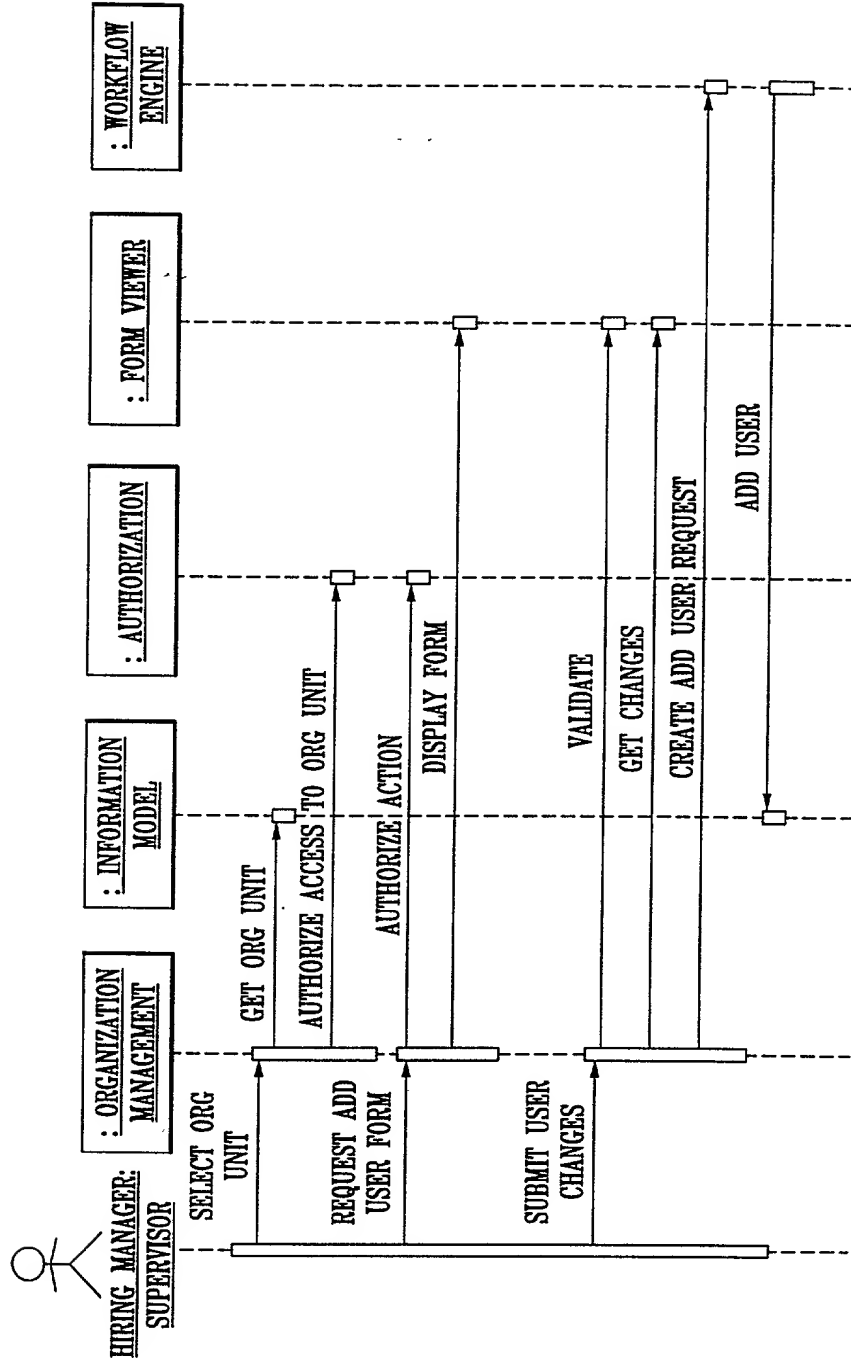 HIRING MANAGER:
SUPERVISOR
: ORGANIZATION
MANAGEMENT
: INFORMATION
MODEL
: AUTHORIZATION
: FORM VIEWER
: WORKFLOW
ENGINE
SELECT ORG
UNIT
GET ORG UNIT
AUTHORIZE ACCESS TO ORG UNIT
REQUEST ADD
USER FORM
AUTHORIZE ACTION
DISPLAY FORM
SUBMIT USER
CHANGES
VALIDATE
GET CHANGES
CREATE ADD USER REQUEST
ADD USER